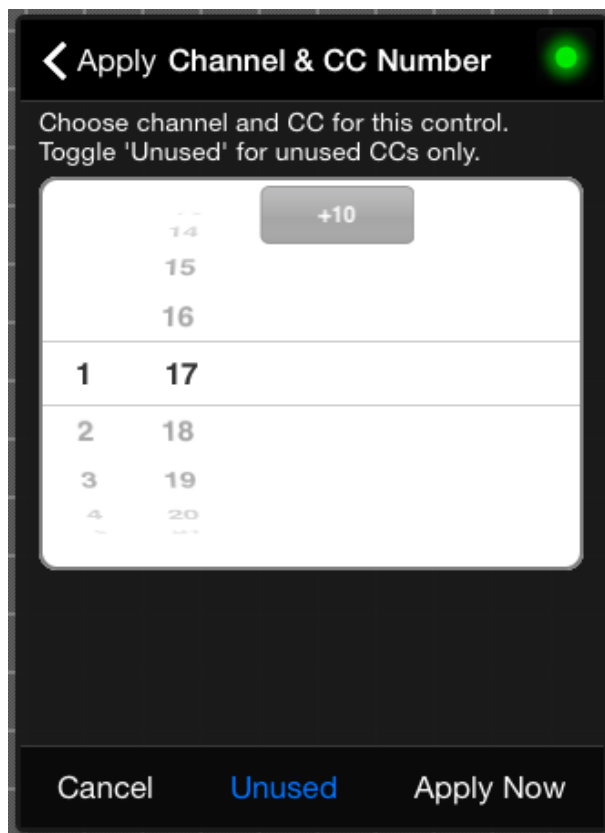 Apply Channel & CC Number
Choose channel and CC for this control.
Toggle 'Unused' for unused CCs only.
+10
14
15
16
1 17
2 18
3 19
4 20
Cancel Unused Apply Now